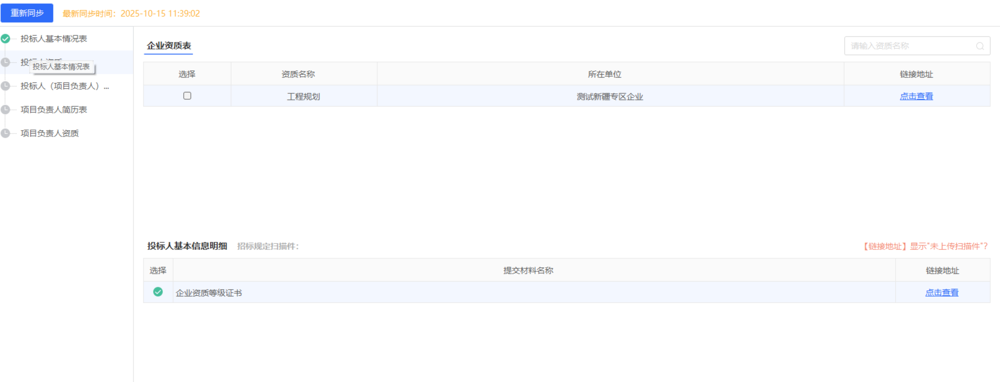 重新同步 最新同步时间：2025-10-15 11:39:02
投标人基本情况表
投标人资质
投标人基本情况表
投标人（项目负责人）...
项目负责人简历表
项目负责人资质
企业资质表 请输入资质名称
选择 资质名称 所在单位 链接地址
工程规划 测试新疆专区企业 点击查看
投标人基本信息明细 招标规定扫描件： 【链接地址】显示"未上传扫描件"？
选择 提交材料名称 链接地址
企业资质等级证书 点击查看